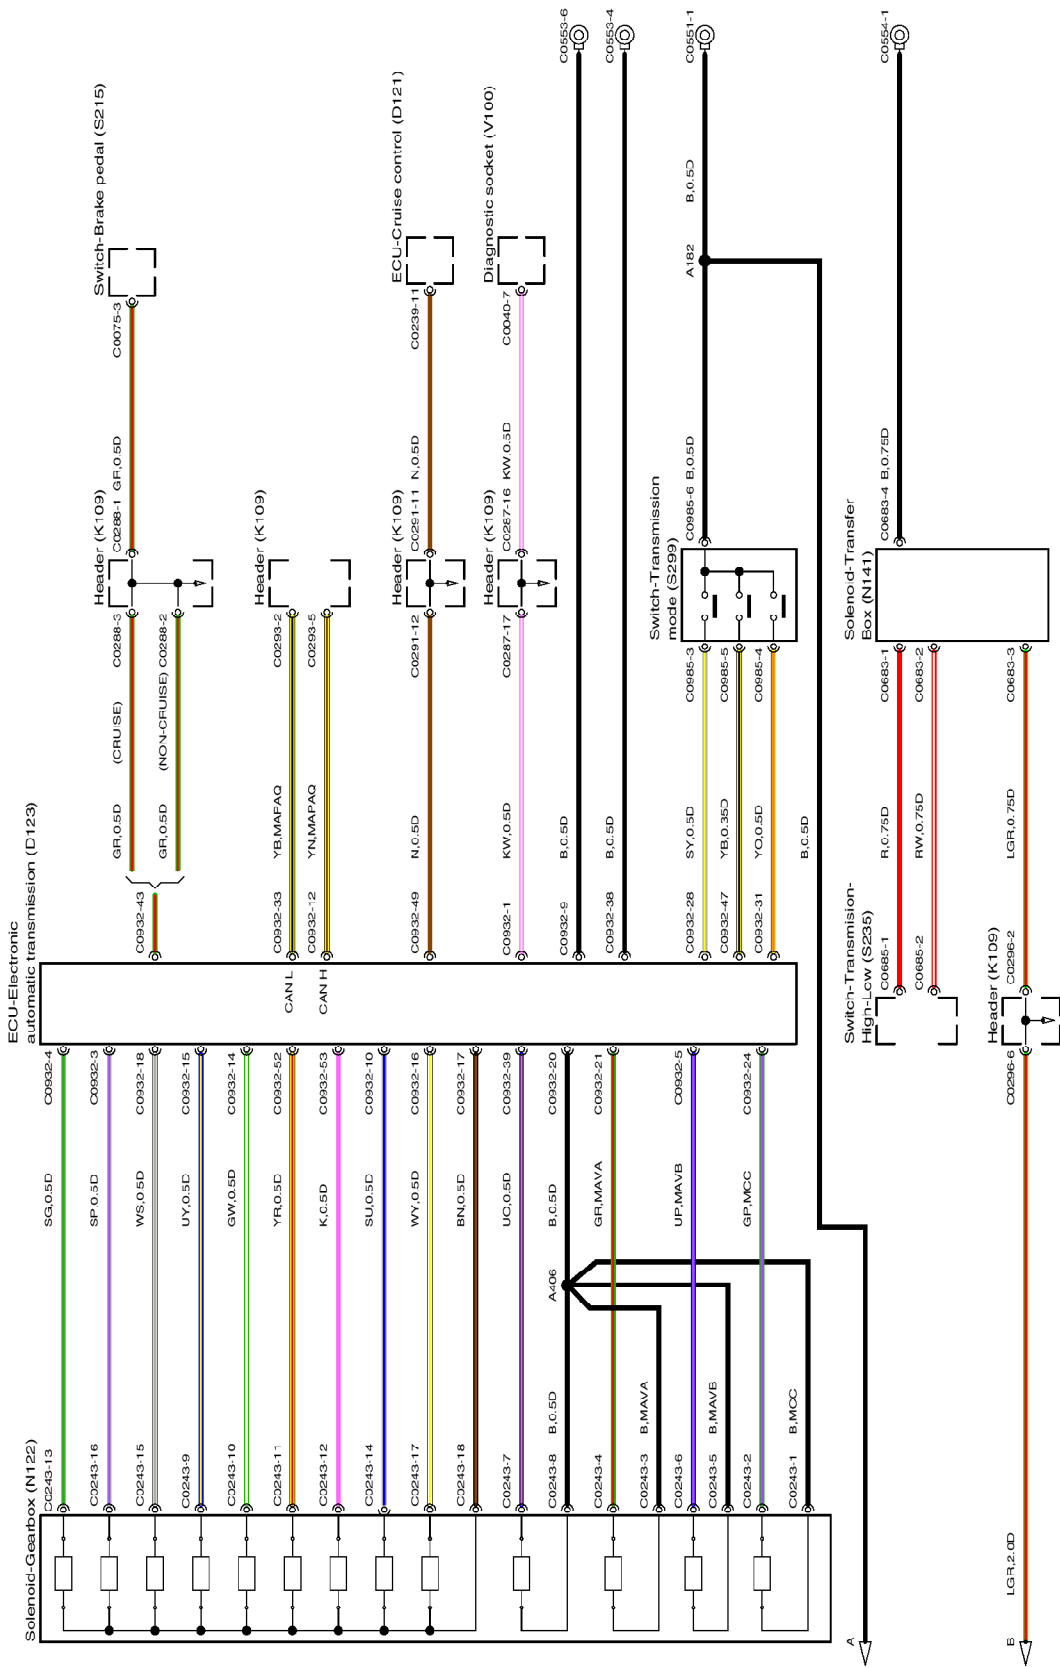 Solenoid-Gearbox (N122)
C0243-13
C0243-16
C0243-15
C0243-9
C0243-10
C0243-11
C0243-12
C0243-14
C0243-17
C0243-18
C0243-7
C0243-8
C0243-4
C0243-3
C0243-6
C0243-5
C0243-2
C0243-1
SG,0.5D
SP,0.5D
WS,0.5D
UY,0.5D
GW,0.5D
YR,0.5D
K,0.5D
SU,0.5D
WY,0.5D
BN,0.5D
UC,0.5D
B,0.5D
A406
B,0.5D
GR,MAVA
B,MAVA
UP,MAVB
B,MAVB
GP,MCC
B,MCC
C0932-4
C0932-3
C0932-18
C0932-15
C0932-14
C0932-52
C0932-53
C0932-10
C0932-16
C0932-17
C0932-39
C0932-20
C0932-21
C0932-5
C0932-24
ECU-Electronic
automatic transmission (D123)
CAN L
CAN H
C0932-43
C0932-33
C0932-12
C0932-49
C0932-1
C0932-9
C0932-38
C0932-28
C0932-47
C0932-31
GR,0.5D
(CRUISE)
GR,0.5D
(NON-CRUISE)
YB,MAPAQ
YN,MAPAQ
N,0.5D
KW,0.5D
B,0.5D
B,0.5D
SY,0.5D
YB,0.35D
YO,0.5D
B,0.5D
C0288-3
C0288-2
C0293-2
C0293-5
C0291-12
C0287-17
C0985-3
C0985-5
C0985-4
Header (K109)
Header (K109)
Header (K109)
Header (K109)
Switch-Transmission
mode (S299)
C0288-1 GR,0.5D
C0291-11 N,0.5D
C0287-16 KW,0.5D
C0985-6 B,0.5D
C0075-3
C0239-11
C0040-7
Switch-Brake pedal (S215)
ECU-Cruise control (D121)
Diagnostic socket (V100)
A182
B,0.5D
C0553-6
C0553-4
C0551-1
C0554-1
A
Switch-Transmision-
High-Low (S235)
C0685-1
C0685-2
R,0.75D
RW,0.75D
C0683-1
C0683-2
C0683-3
Solenoid-Transfer
Box (N141)
C0683-4 B,0.75D
B
LGR,2.0D
C0296-6
Header (K109)
C0296-2
LGR,0.75D